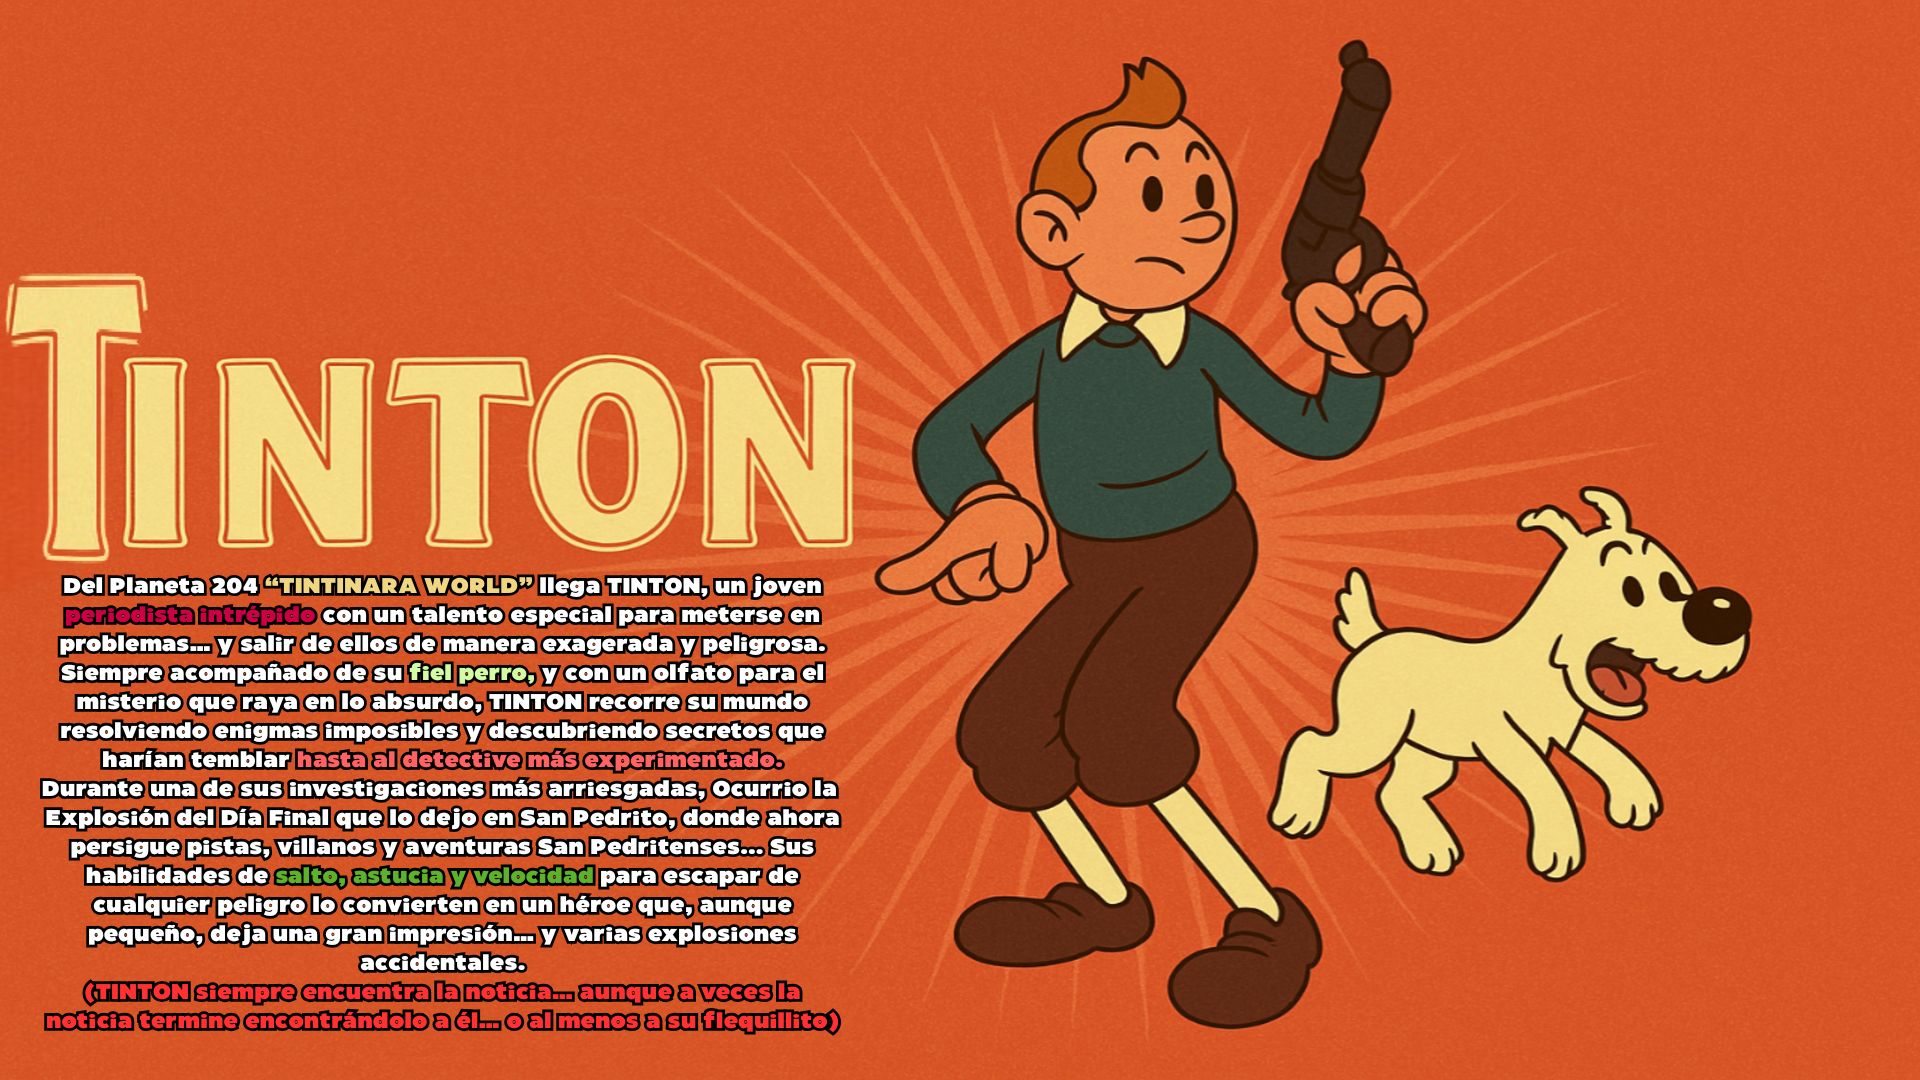 TINTON
Del Planeta 204 “TINTINARA WORLD” llega TINTON, un joven
periodista intrépido con un talento especial para meterse en
problemas... y salir de ellos de manera exagerada y peligrosa.
Siempre acompañado de su fiel perro, y con un olfato para el
misterio que raya en lo absurdo, TINTON recorre su mundo
resolviendo enigmas imposibles y descubriendo secretos que
harían temblar hasta al detective más experimentado.
Durante una de sus investigaciones más arriesgadas, Ocurrio la
Explosión del Día Final que lo dejo en San Pedrito, donde ahora
persigue pistas, villanos y aventuras San Pedritenses... Sus
habilidades de salto, astucia y velocidad para escapar de
cualquier peligro lo convierten en un héroe que, aunque
pequeño, deja una gran impresión... y varias explosiones
accidentales.
(TINTON siempre encuentra la noticia... aunque a veces la
noticia termine encontrándolo a él... o al menos a su flequillito)